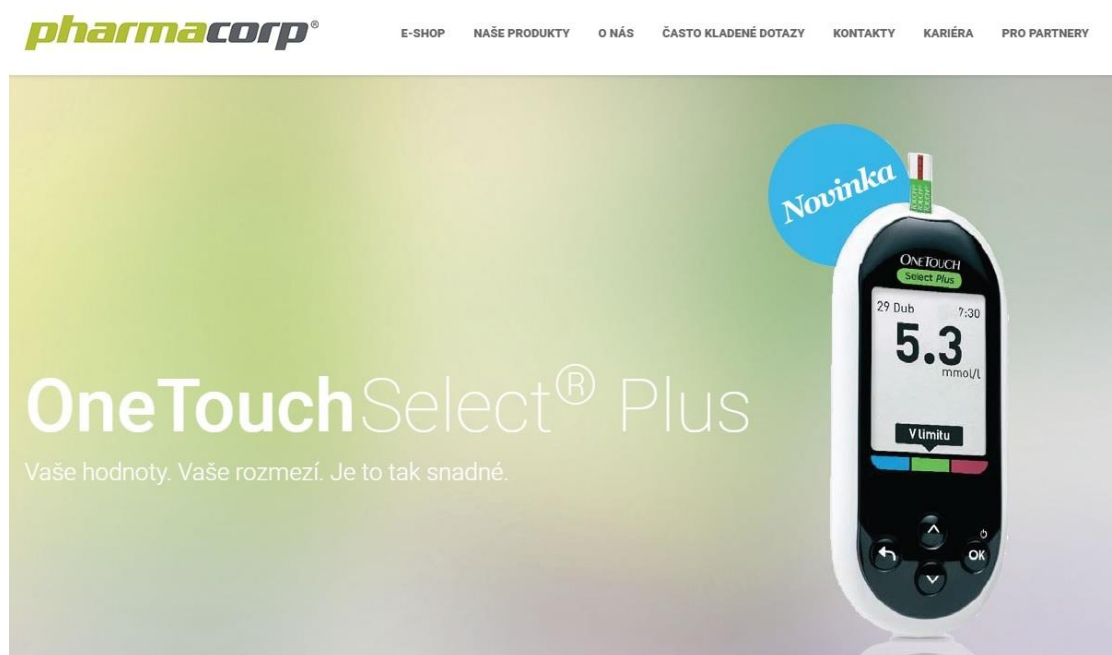 pharmacorp®
E-SHOP NAŠE PRODUKTY O NÁS ČASTO KLADENÉ DOTAZY KONTAKTY KARIÉRA PRO PARTNERY
Novinka
ONETOUCH
Select Plus
29 Dub 7:30
5.3
mmol/l
V limitu
OK
OneTouchSelect® Plus
Vaše hodnoty. Vaše rozmezí. Je to tak snadné.